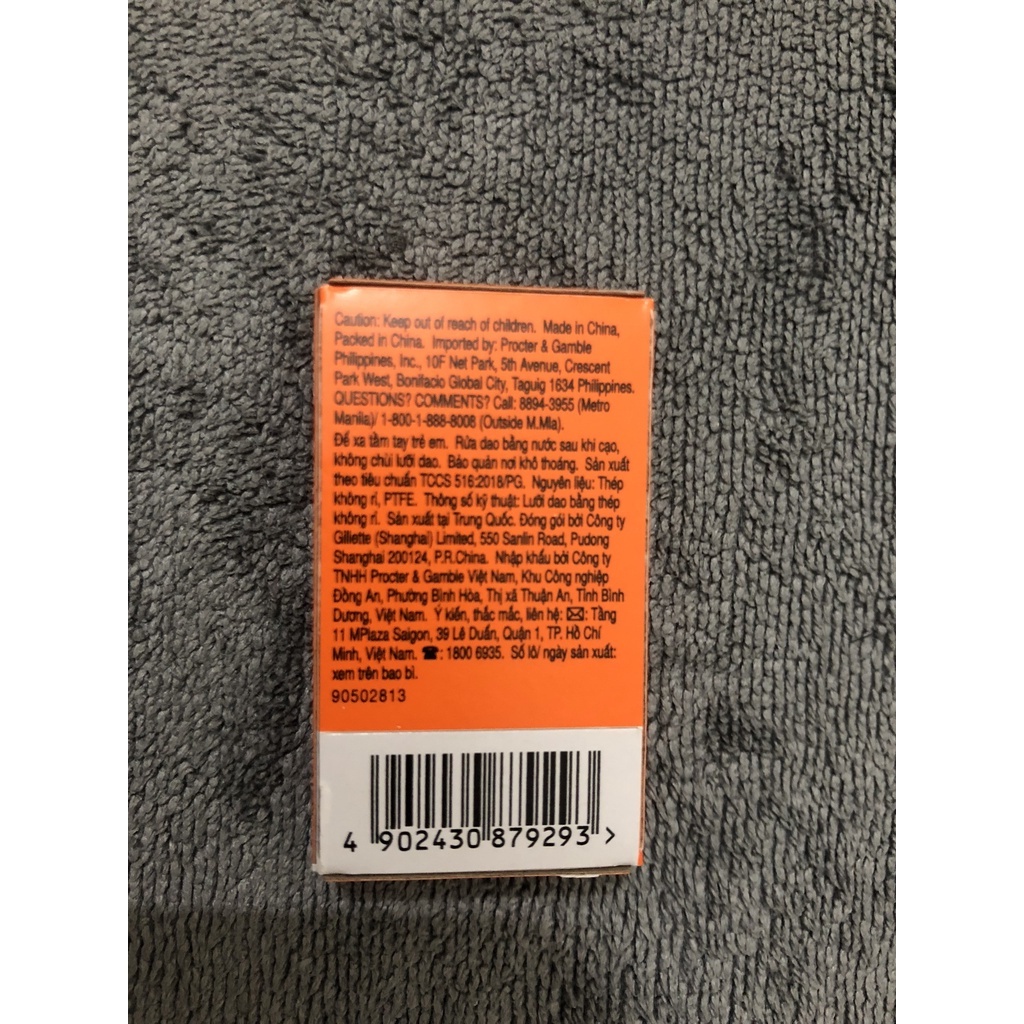 Caution: Keep out of reach of children. Made in China,
Packed in China. Imported by: Procter & Gamble
Philippines, Inc., 10F Net Park, 5th Avenue, Crescent
Park West, Bonifacio Global City, Taguig 1634 Philippines.
QUESTIONS? COMMENTS? Call: 8894-3955 (Metro
Manila)/ 1-800-1-888-8008 (Outside M.Mla).
Để xa tầm tay trẻ em. Rửa dao bằng nước sau khi cạo,
không chùi lưỡi dao. Bảo quản nơi khô thoáng. Sản xuất
theo tiêu chuẩn TCCS 516:2018/PG. Nguyên liệu: Thép
không rỉ, PTFE. Thông số kỹ thuật: Lưỡi dao bằng thép
không rỉ. Sản xuất tại Trung Quốc. Đóng gói bởi Công ty
Gillette (Shanghai) Limited, 550 Sanlin Road, Pudong
Shanghai 200124, P.R.China. Nhập khẩu bởi Công ty
TNHH Procter & Gamble Việt Nam, Khu Công nghiệp
Đồng An, Phường Bình Hòa, Thị xã Thuận An, Tỉnh Bình
Dương, Việt Nam. Ý kiến, thắc mắc, liên hệ: ✉: Tầng
11 MPlaza Saigon, 39 Lê Duẩn, Quận 1, TP. Hồ Chí
Minh, Việt Nam. ☎: 1800 6935. Số lô/ ngày sản xuất:
xem trên bao bì.
90502813
4 902430 879293 >